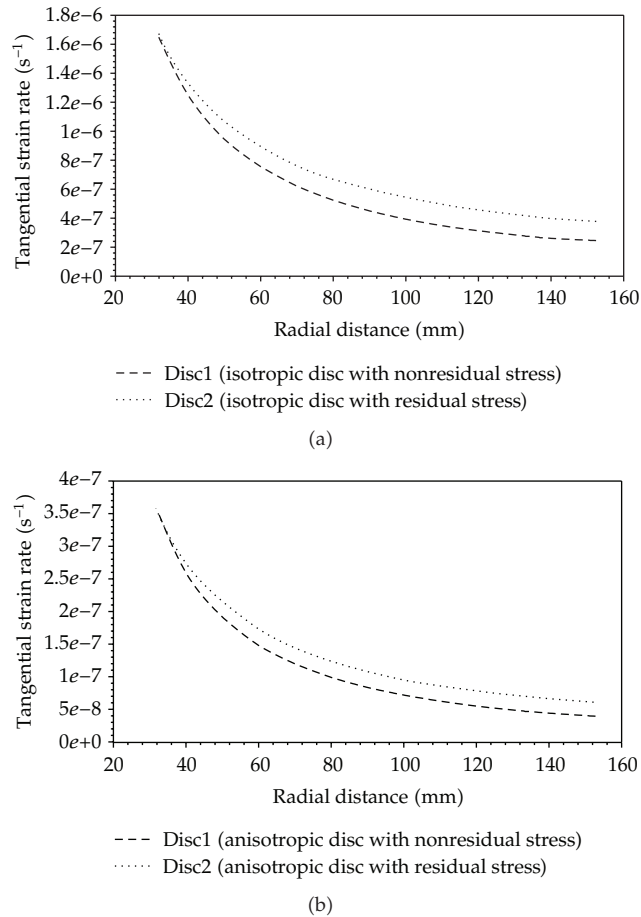 1.8e−6
1.6e−6
1.4e−6
1.2e−6
1e−6
8e−7
6e−7
4e−7
2e−7
0e+0
Tangential strain rate (s−1)
20 40 60 80 100 120 140 160
Radial distance (mm)
Disc1 (isotropic disc with nonresidual stress)
Disc2 (isotropic disc with residual stress)
(a)
4e−7
3.5e−7
3e−7
2.5e−7
2e−7
1.5e−7
1e−7
5e−8
0e+0
Tangential strain rate (s−1)
20 40 60 80 100 120 140 160
Radial distance (mm)
Disc1 (anisotropic disc with nonresidual stress)
Disc2 (anisotropic disc with residual stress)
(b)